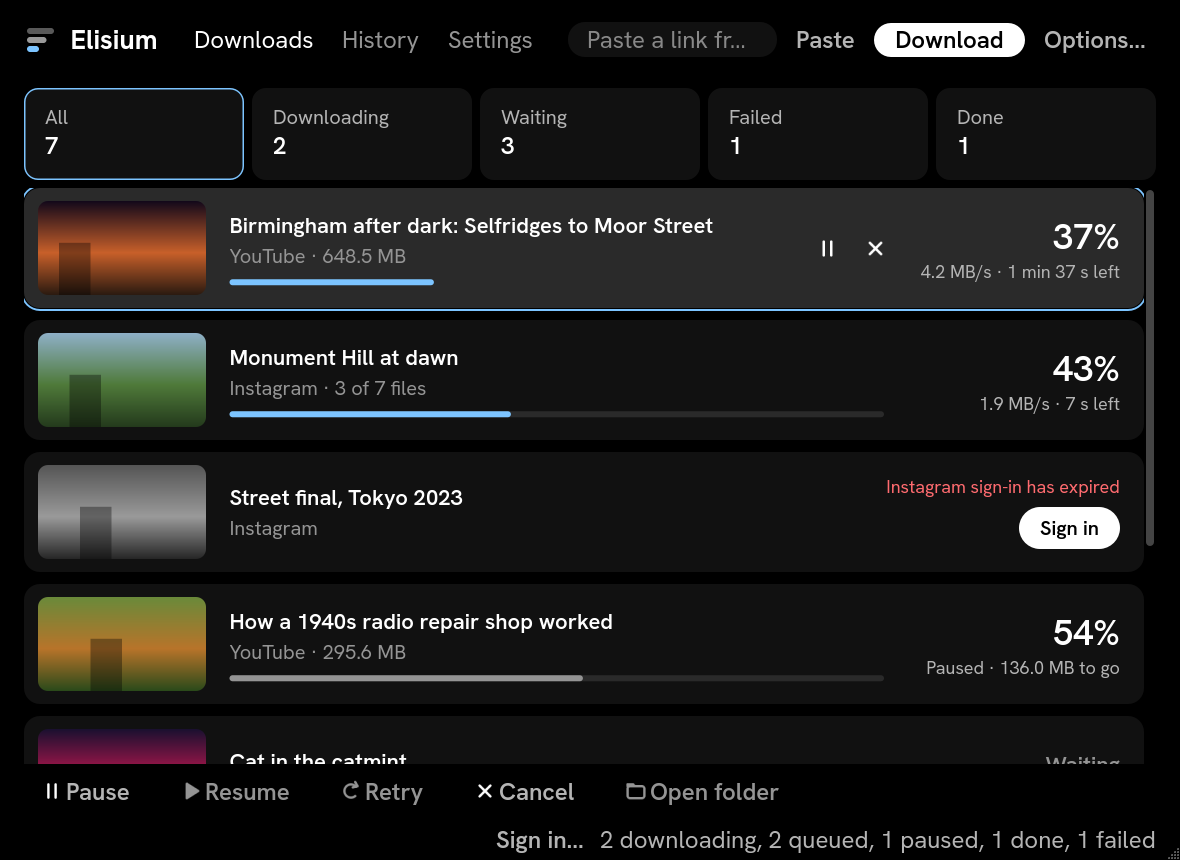 Elisium Downloads History Settings Paste a link fr... Paste Download Options...
All Downloading Waiting Failed Done
7 2 3 1 1
Birmingham after dark: Selfridges to Moor Street
YouTube · 648.5 MB
37%
4.2 MB/s · 1 min 37 s left
Monument Hill at dawn
Instagram · 3 of 7 files
43%
1.9 MB/s · 7 s left
Street final, Tokyo 2023
Instagram
Instagram sign-in has expired
Sign in
How a 1940s radio repair shop worked
YouTube · 295.6 MB
54%
Paused · 136.0 MB to go
Cat in the catmint
Waiting
Pause Resume Retry Cancel Open folder
Sign in... 2 downloading, 2 queued, 1 paused, 1 done, 1 failed